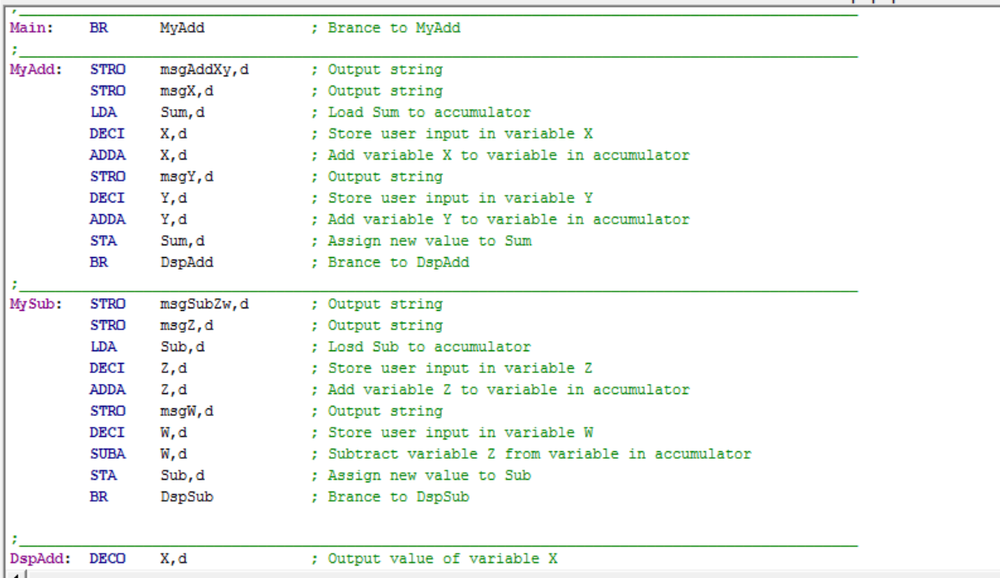 ;
Main: BR MyAdd ; Brance to MyAdd
;
MyAdd: STRO msgAddXy,d ; Output string
STRO msgX,d ; Output string
LDA Sum,d ; Load Sum to accumulator
DECI X,d ; Store user input in variable X
ADDA X,d ; Add variable X to variable in accumulator
STRO msgY,d ; Output string
DECI Y,d ; Store user input in variable Y
ADDA Y,d ; Add variable Y to variable in accumulator
STA Sum,d ; Assign new value to Sum
BR DspAdd ; Brance to DspAdd
;
MySub: STRO msgSubZw,d ; Output string
STRO msgZ,d ; Output string
LDA Sub,d ; Losd Sub to accumulator
DECI Z,d ; Store user input in variable Z
ADDA Z,d ; Add variable Z to variable in accumulator
STRO msgW,d ; Output string
DECI W,d ; Store user input in variable W
SUBA W,d ; Subtract variable Z from variable in accumulator
STA Sub,d ; Assign new value to Sub
BR DspSub ; Brance to DspSub
;
DspAdd: DECO X,d ; Output value of variable X